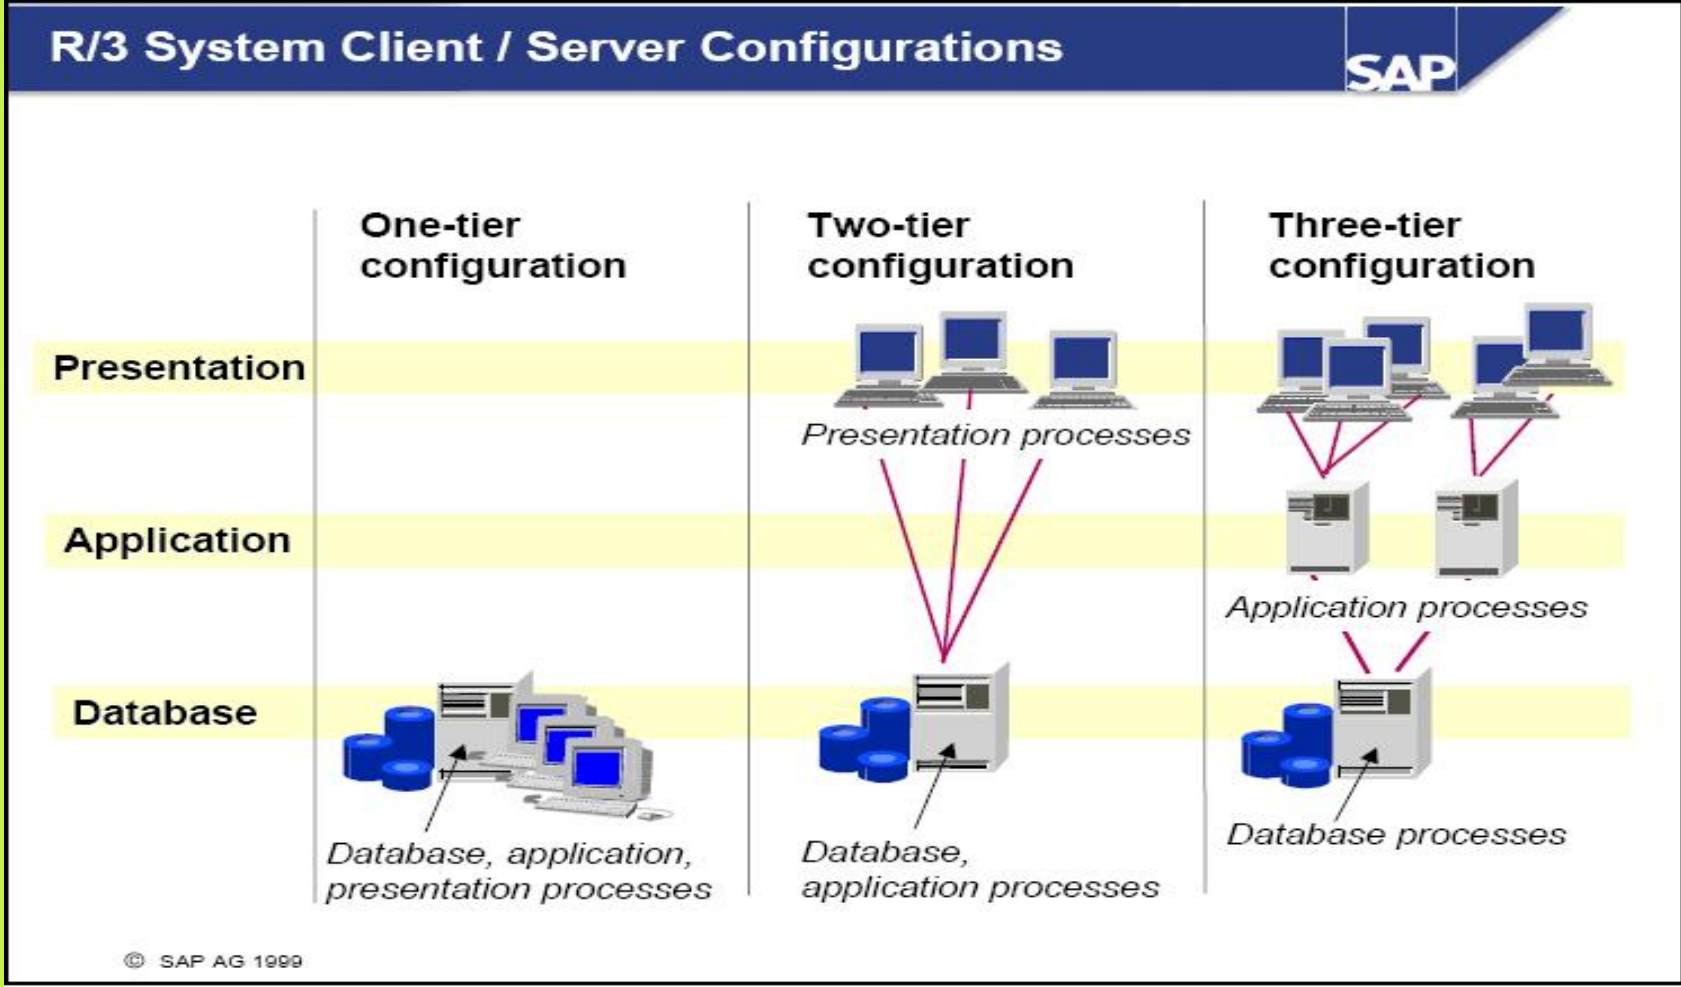 R/3 System Client / Server Configurations
SAP
One-tier
configuration
Two-tier
configuration
Three-tier
configuration
Presentation
Presentation processes
Application
Application processes
Database
Database, application,
presentation processes
Database,
application processes
Database processes
© SAP AG 1999